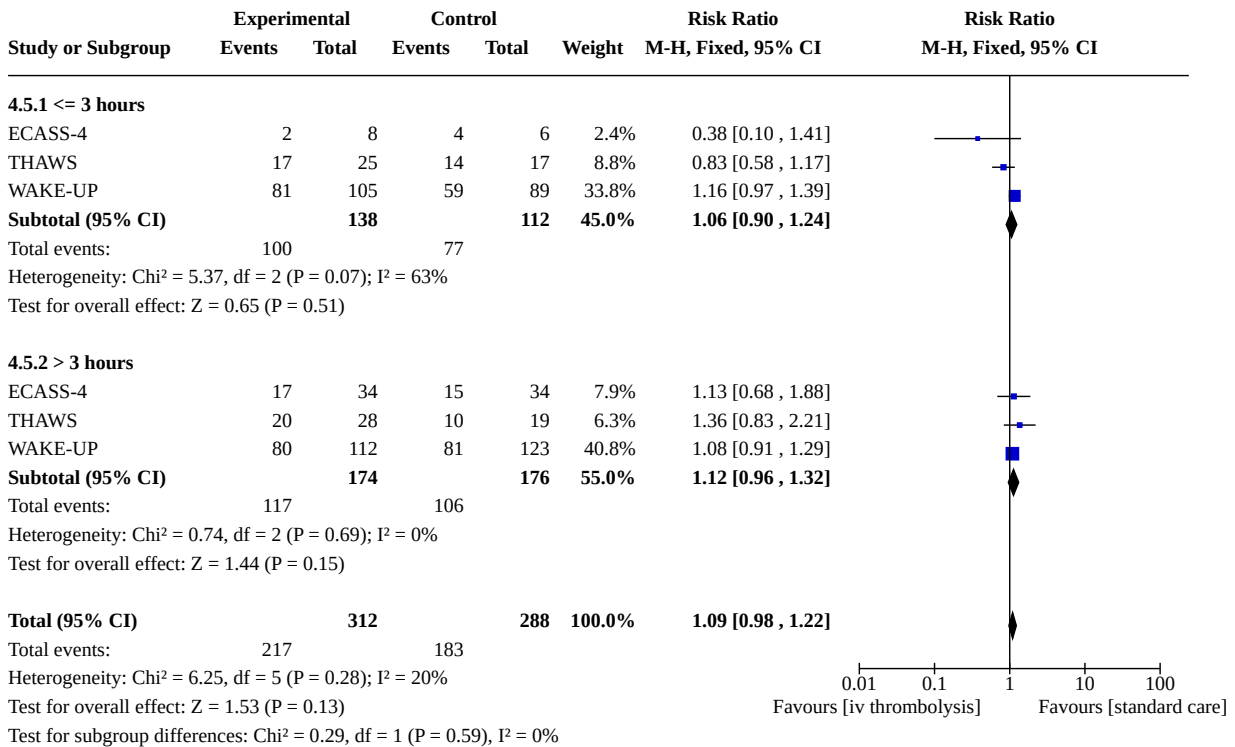 Experimental Control Risk Ratio Risk Ratio
Study or Subgroup Events Total Events Total Weight M-H, Fixed, 95% CI M-H, Fixed, 95% CI
4.5.1 <= 3 hours
ECASS-4 2 8 4 6 2.4% 0.38 [0.10 , 1.41]
THAWS 17 25 14 17 8.8% 0.83 [0.58 , 1.17]
WAKE-UP 81 105 59 89 33.8% 1.16 [0.97 , 1.39]
Subtotal (95% CI) 138 112 45.0% 1.06 [0.90 , 1.24]
Total events: 100 77
Heterogeneity: Chi² = 5.37, df = 2 (P = 0.07); I² = 63%
Test for overall effect: Z = 0.65 (P = 0.51)
4.5.2 > 3 hours
ECASS-4 17 34 15 34 7.9% 1.13 [0.68 , 1.88]
THAWS 20 28 10 19 6.3% 1.36 [0.83 , 2.21]
WAKE-UP 80 112 81 123 40.8% 1.08 [0.91 , 1.29]
Subtotal (95% CI) 174 176 55.0% 1.12 [0.96 , 1.32]
Total events: 117 106
Heterogeneity: Chi² = 0.74, df = 2 (P = 0.69); I² = 0%
Test for overall effect: Z = 1.44 (P = 0.15)
Total (95% CI) 312 288 100.0% 1.09 [0.98 , 1.22]
Total events: 217 183
Heterogeneity: Chi² = 6.25, df = 5 (P = 0.28); I² = 20%
0.01 0.1 1 10 100
Test for overall effect: Z = 1.53 (P = 0.13) Favours [iv thrombolysis] Favours [standard care]
Test for subgroup differences: Chi² = 0.29, df = 1 (P = 0.59), I² = 0%